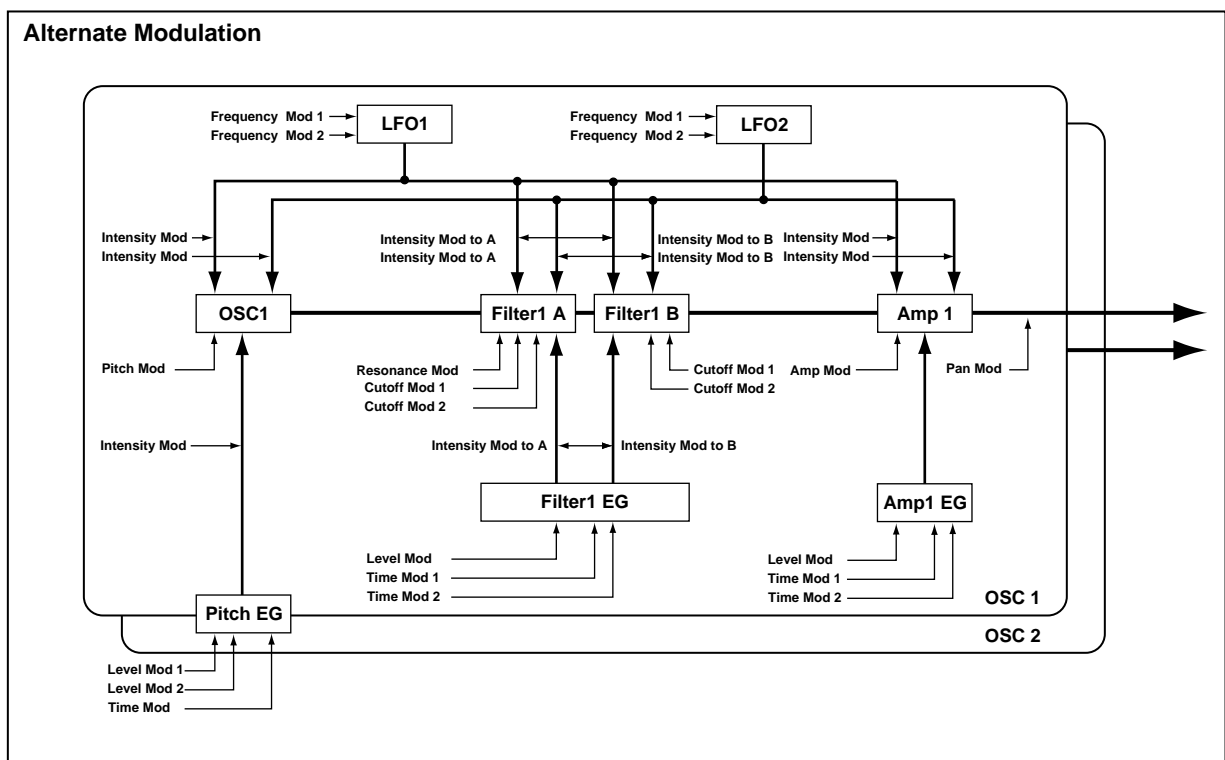 Alternate Modulation
Frequency Mod 1
Frequency Mod 2
LFO1
Frequency Mod 1
Frequency Mod 2
LFO2
Intensity Mod
Intensity Mod
Intensity Mod to A
Intensity Mod to A
Intensity Mod to B
Intensity Mod to B
Intensity Mod
Intensity Mod
OSC1
Filter1 A
Filter1 B
Amp 1
Pitch Mod
Resonance Mod
Cutoff Mod 1
Cutoff Mod 2
Cutoff Mod 1
Cutoff Mod 2
Amp Mod
Pan Mod
Intensity Mod
Intensity Mod to A
Intensity Mod to B
Filter1 EG
Amp1 EG
Level Mod
Time Mod 1
Time Mod 2
Level Mod
Time Mod 1
Time Mod 2
OSC 1
Pitch EG
OSC 2
Level Mod 1
Level Mod 2
Time Mod